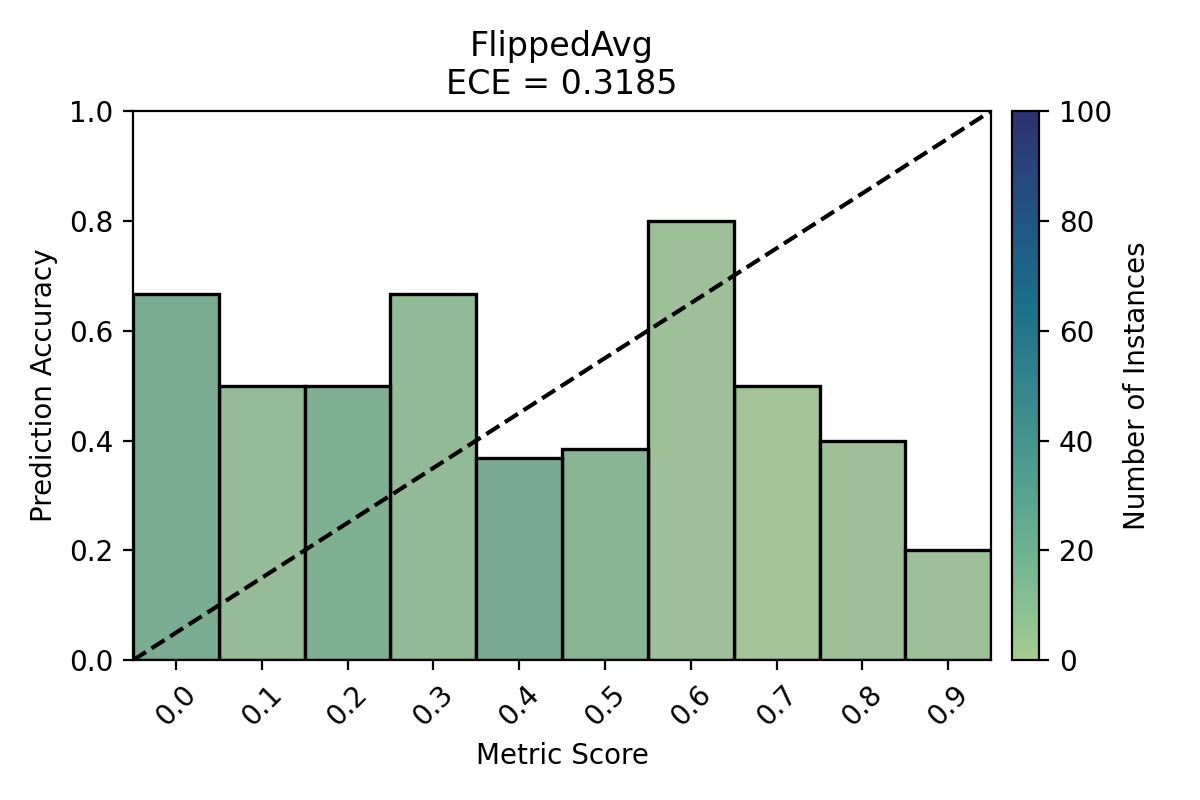 FlippedAvg
ECE = 0.3185
1.0
0.8
0.6
0.4
0.2
0.0
Prediction Accuracy
0.0 0.1 0.2 0.3 0.4 0.5 0.6 0.7 0.8 0.9
Metric Score
100
80
60
40
20
0
Number of Instances